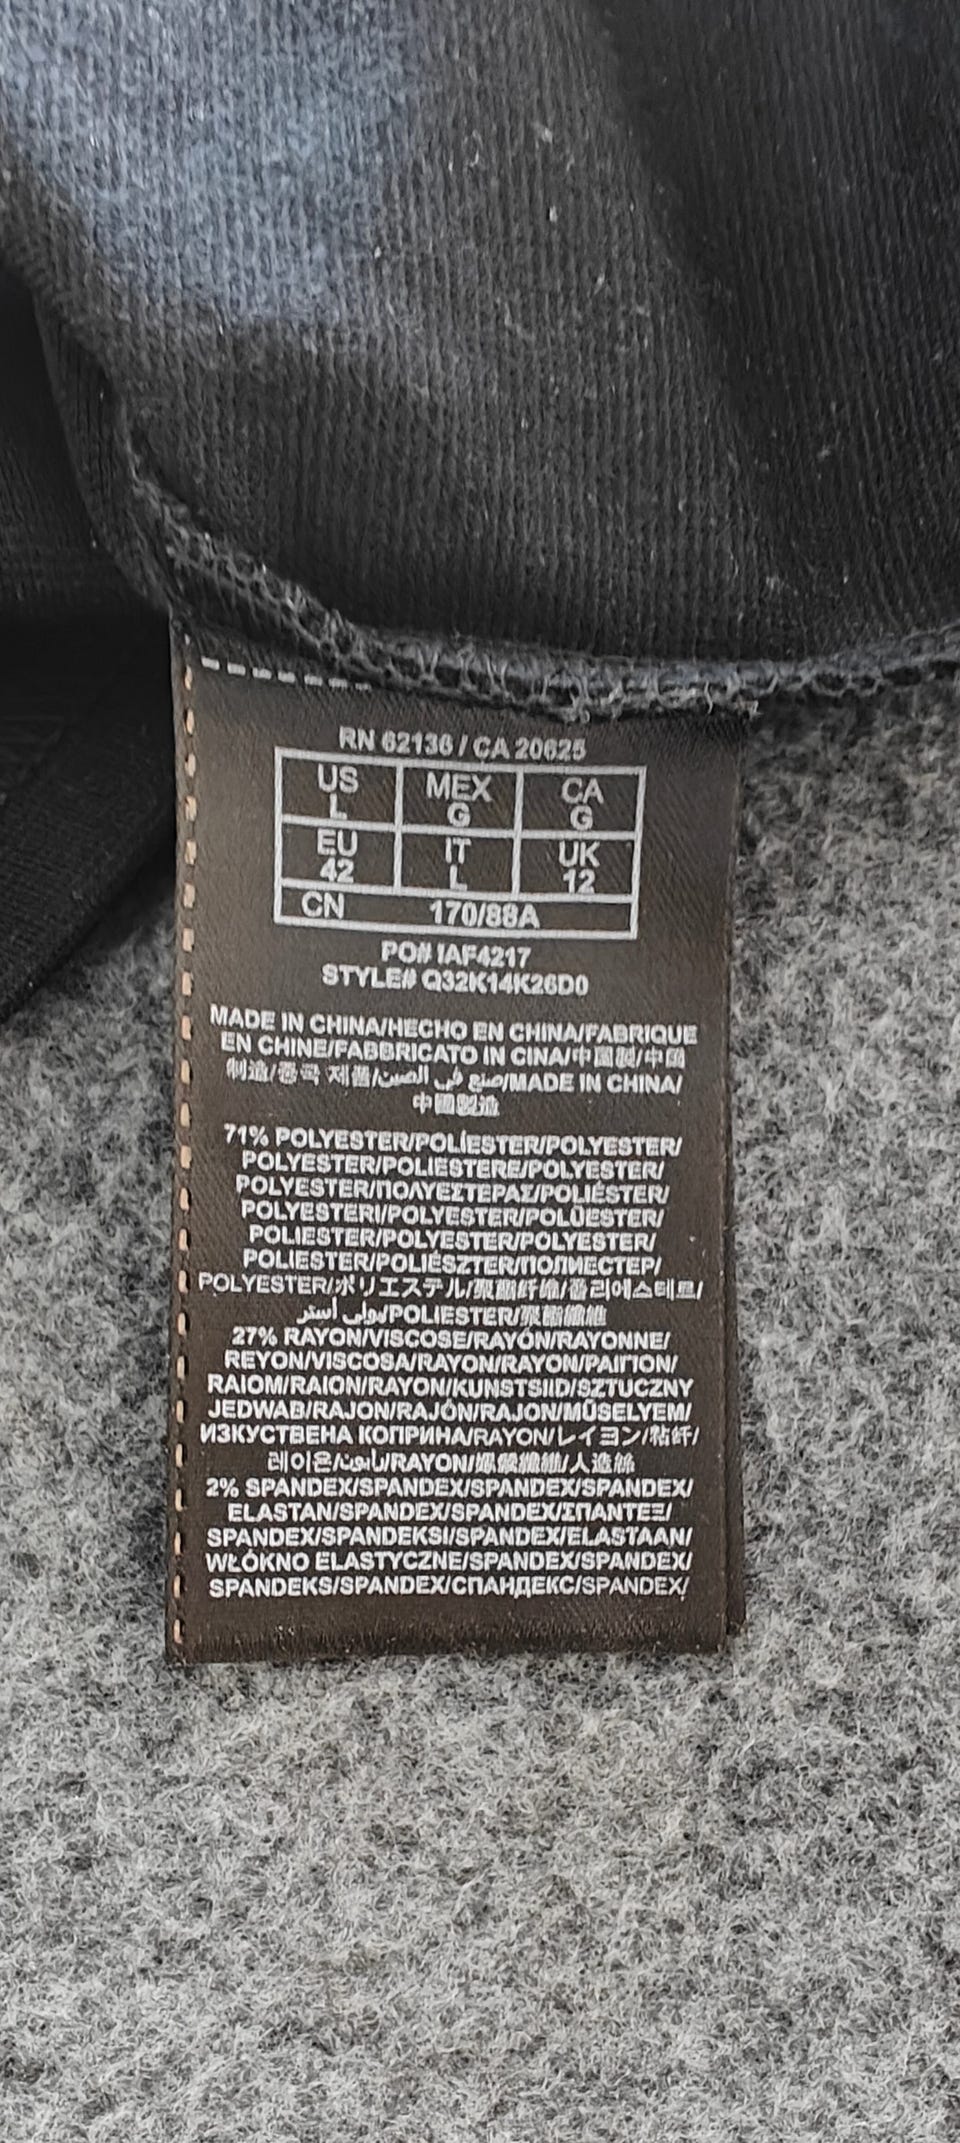 RN 62136 / CA 20625
US MEX CA
L G G
EU IT UK
42 L 12
CN 170/88A
PO# IAF4217
STYLE# Q32K14K26D0
MADE IN CHINA/HECHO EN CHINA/FABRIQUE
EN CHINE/FABBRICATO IN CINA/中國製/中国
制造/중국 제품/صنع في الصين/MADE IN CHINA/
中國製造
71% POLYESTER/POLÍESTER/POLYESTER/
POLYESTER/POLIESTERE/POLYESTER/
POLYESTER/ΠΟΛΥΕΣΤΕΡΑΣ/POLIÉSTER/
POLYESTERI/POLYESTER/POLÜESTER/
POLIESTER/POLYESTER/POLYESTER/
POLIESTER/POLIÉSZTER/ПОЛИЕСТЕР/
POLYESTER/ポリエステル/聚酯纤维/폴리에스테르/
بولي أستر/POLIESTER/聚酯纖維
27% RAYON/VISCOSE/RAYÓN/RAYONNE/
REYON/VISCOSA/RAYON/RAYON/ΡΑΙΓΙΟΝ/
RAIOM/RAION/RAYON/KUNSTSIID/SZTUCZNY
JEDWAB/RAJON/RAJÓN/RAJON/MŰSELYEM/
ИЗКУСТВЕНА КОПРИНА/RAYON/レイヨン/粘纤/
레이온/رايون/RAYON/嫘縈纖維/人造絲
2% SPANDEX/SPANDEX/SPANDEX/SPANDEX/
ELASTAN/SPANDEX/SPANDEX/ΣΠΑΝΤΕΞ/
SPANDEX/SPANDEKSI/SPANDEX/ELASTAAN/
WŁÓKNO ELASTYCZNE/SPANDEX/SPANDEX/
SPANDEKS/SPANDEX/СПАНДЕКС/SPANDEX/